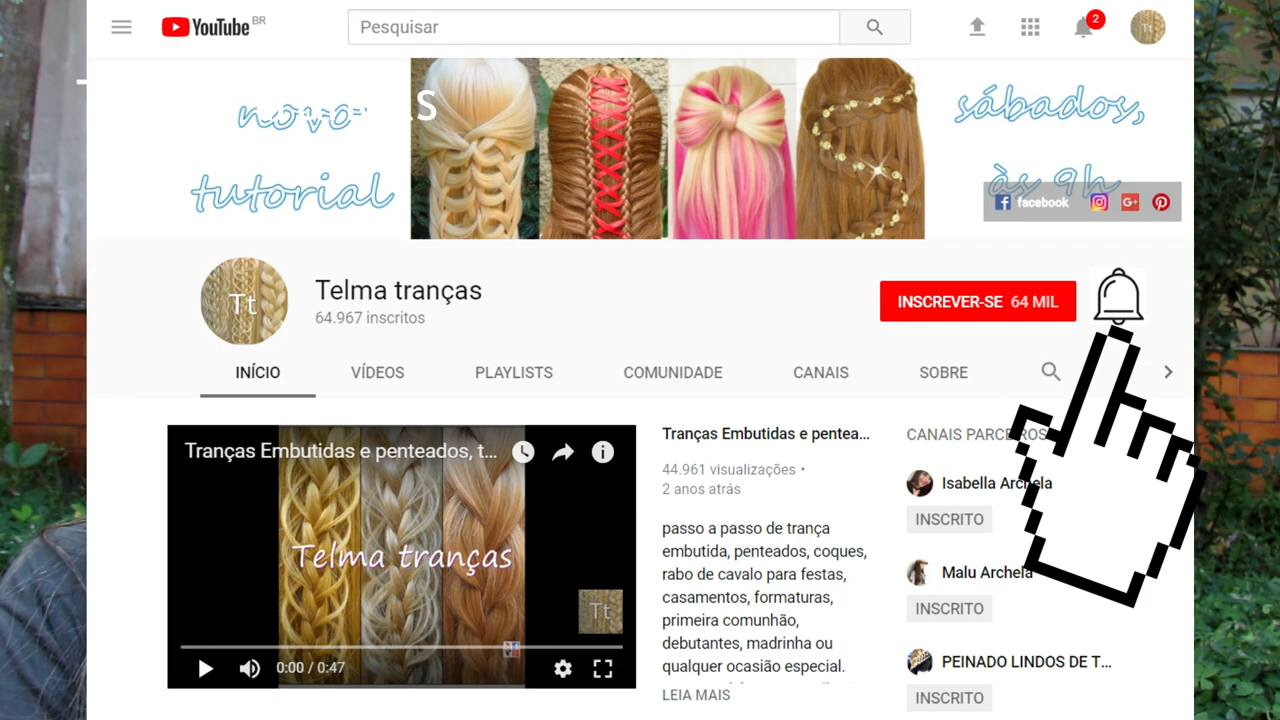 YouTube BR
Pesquisar
2
Tt
novo
tutorial
sábados,
às 9h
facebook
Tt
Telma tranças
64.967 inscritos
INSCREVER-SE 64 MIL
INÍCIO
VÍDEOS
PLAYLISTS
COMUNIDADE
CANAIS
SOBRE
Tranças Embutidas e penteados, t...
Telma tranças
Tt
0:00 / 0:47
Tranças Embutidas e pentea...
44.961 visualizações •
2 anos atrás
passo a passo de trança
embutida, penteados, coques,
rabo de cavalo para festas,
casamentos, formaturas,
primeira comunhão,
debutantes, madrinha ou
qualquer ocasião especial.
LEIA MAIS
CANAIS PARCEIROS
Isabella Archela
INSCRITO
Malu Archela
INSCRITO
PEINADO LINDOS DE T...
INSCRITO